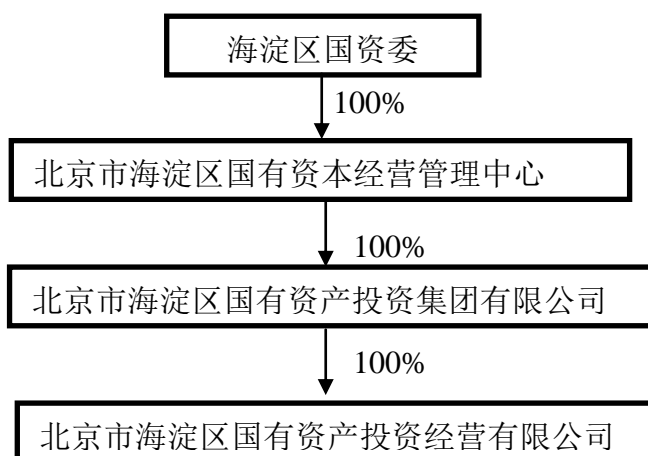 海淀区国资委
100%
北京市海淀区国有资本经营管理中心
100%
北京市海淀区国有资产投资集团有限公司
100%
北京市海淀区国有资产投资经营有限公司